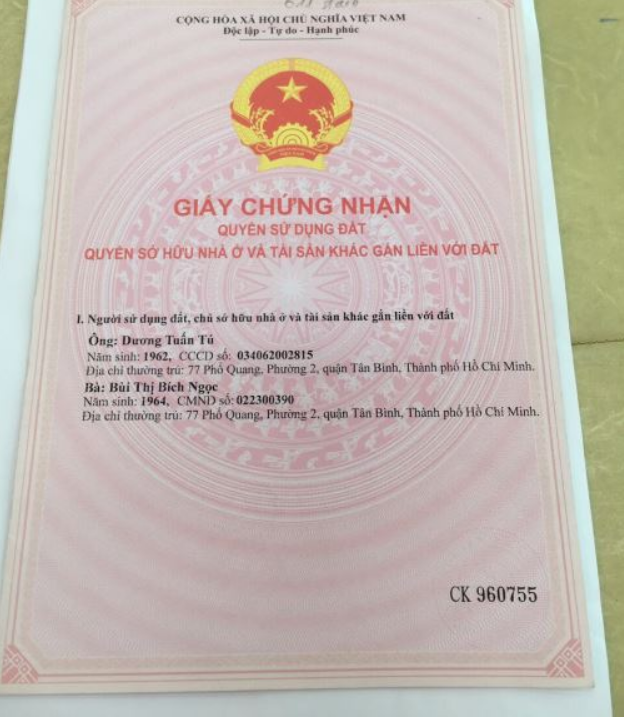 CỘNG HÒA XÃ HỘI CHỦ NGHĨA VIỆT NAM
Độc lập - Tự do - Hạnh phúc
VIỆT NAM
GIẤY CHỨNG NHẬN
QUYỀN SỬ DỤNG ĐẤT
QUYỀN SỞ HỮU NHÀ Ở VÀ TÀI SẢN KHÁC GẮN LIỀN VỚI ĐẤT
I. Người sử dụng đất, chủ sở hữu nhà ở và tài sản khác gắn liền với đất
Ông: Dương Tuấn Tú
Năm sinh: 1962, CCCD số: 034062002815
Địa chỉ thường trú: 77 Phổ Quang, Phường 2, quận Tân Bình, Thành phố Hồ Chí Minh.
Bà: Bùi Thị Bích Ngọc
Năm sinh: 1964, CMND số: 022300390
Địa chỉ thường trú: 77 Phổ Quang, Phường 2, quận Tân Bình, Thành phố Hồ Chí Minh.
CK 960755